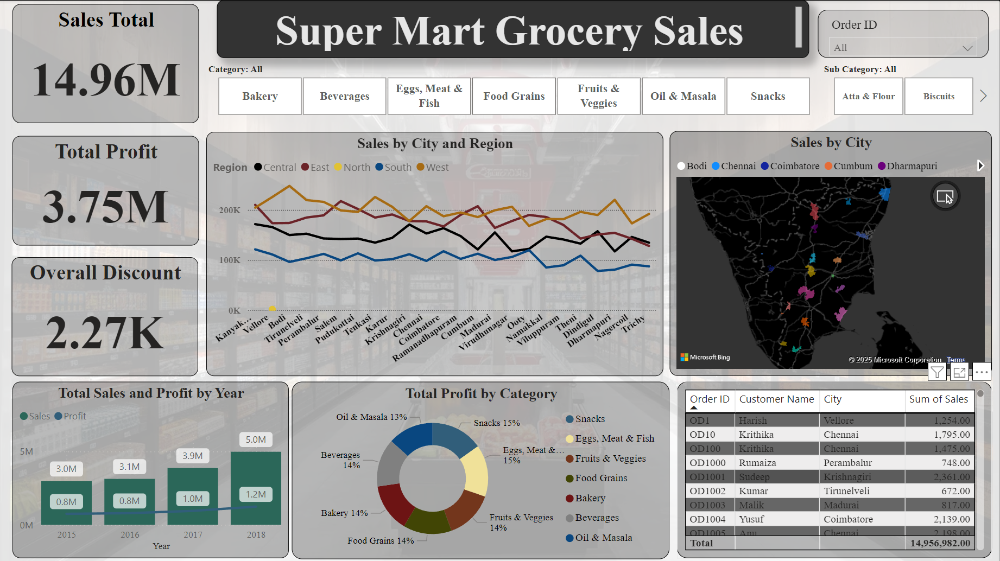 Sales Total
14.96M
Super Mart Grocery Sales
Order ID
All
Category: All
Bakery
Beverages
Eggs, Meat &
Fish
Food Grains
Fruits &
Veggies
Oil & Masala
Snacks
Sub Category: All
Atta & Flour
Biscuits
Total Profit
3.75M
Overall Discount
2.27K
Sales by City and Region
Region Central East North South West
200K
100K
0K
Kanyak...
Vellore
Bodi
Tirunelveli
Perambalur
Salem
Pudukottai
Tenkasi
Karur
Krishnagiri
Chennai
Coimbatore
Ramanadhapuram
Cumbum
Madurai
Virudhunagar
Ooty
Namakkal
Viluppuram
Theni
Dindigul
Dharmapuri
Nagercoil
Trichy
Sales by City
Bodi Chennai Coimbatore Cumbum Dharmapuri
Microsoft Bing
© 2025 Microsoft Corporation Terms
Total Sales and Profit by Year
Sales Profit
5M
0M
3.0M
3.1M
3.9M
5.0M
0.8M
0.8M
1.0M
1.2M
2015
2016
2017
2018
Year
Total Profit by Category
Oil & Masala 13%
Snacks 15%
Eggs, Meat &...
15%
Beverages
14%
Bakery 14%
Fruits & Veggies
14%
Food Grains 14%
Snacks
Eggs, Meat & Fish
Fruits & Veggies
Food Grains
Bakery
Beverages
Oil & Masala
Order ID Customer Name City Sum of Sales
OD1 Harish Vellore 1,254.00
OD10 Krithika Chennai 1,795.00
OD100 Krithika Chennai 1,475.00
OD1000 Rumaiza Perambalur 748.00
OD1001 Sudeep Krishnagiri 2,361.00
OD1002 Kumar Tirunelveli 672.00
OD1003 Malik Madurai 817.00
OD1004 Yusuf Coimbatore 2,139.00
OD1005 Anu Chennai 2,198.00
Total 14,956,982.00